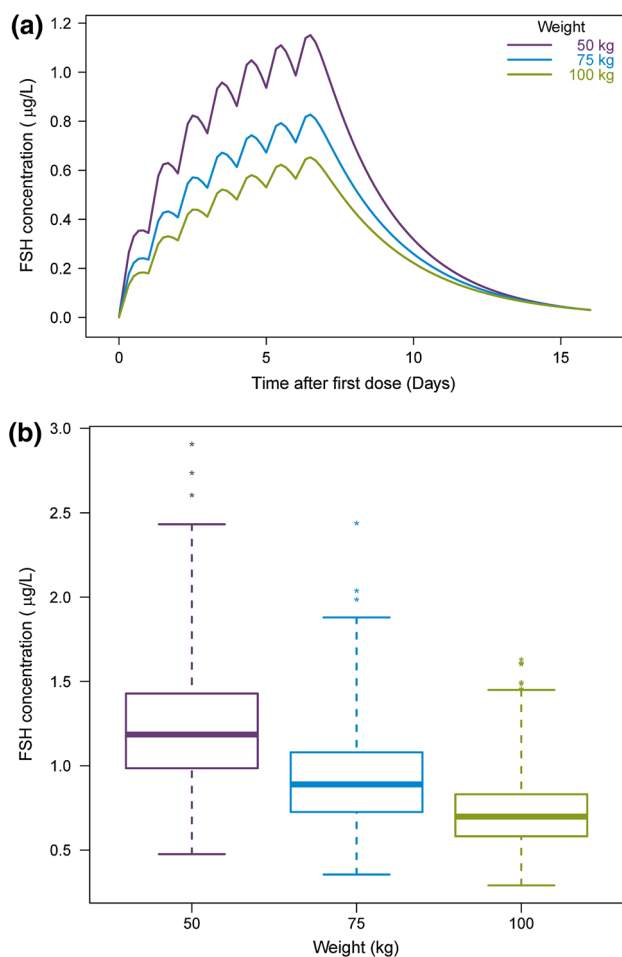 (a)
FSH concentration ( μg/L)
1.2
1.0
0.8
0.6
0.4
0.2
0.0
Weight
50 kg
75 kg
100 kg
0 5 10 15
Time after first dose (Days)
(b)
FSH concentration ( μg/L)
3.0
2.5
2.0
1.5
1.0
0.5
50 75 100
Weight (kg)